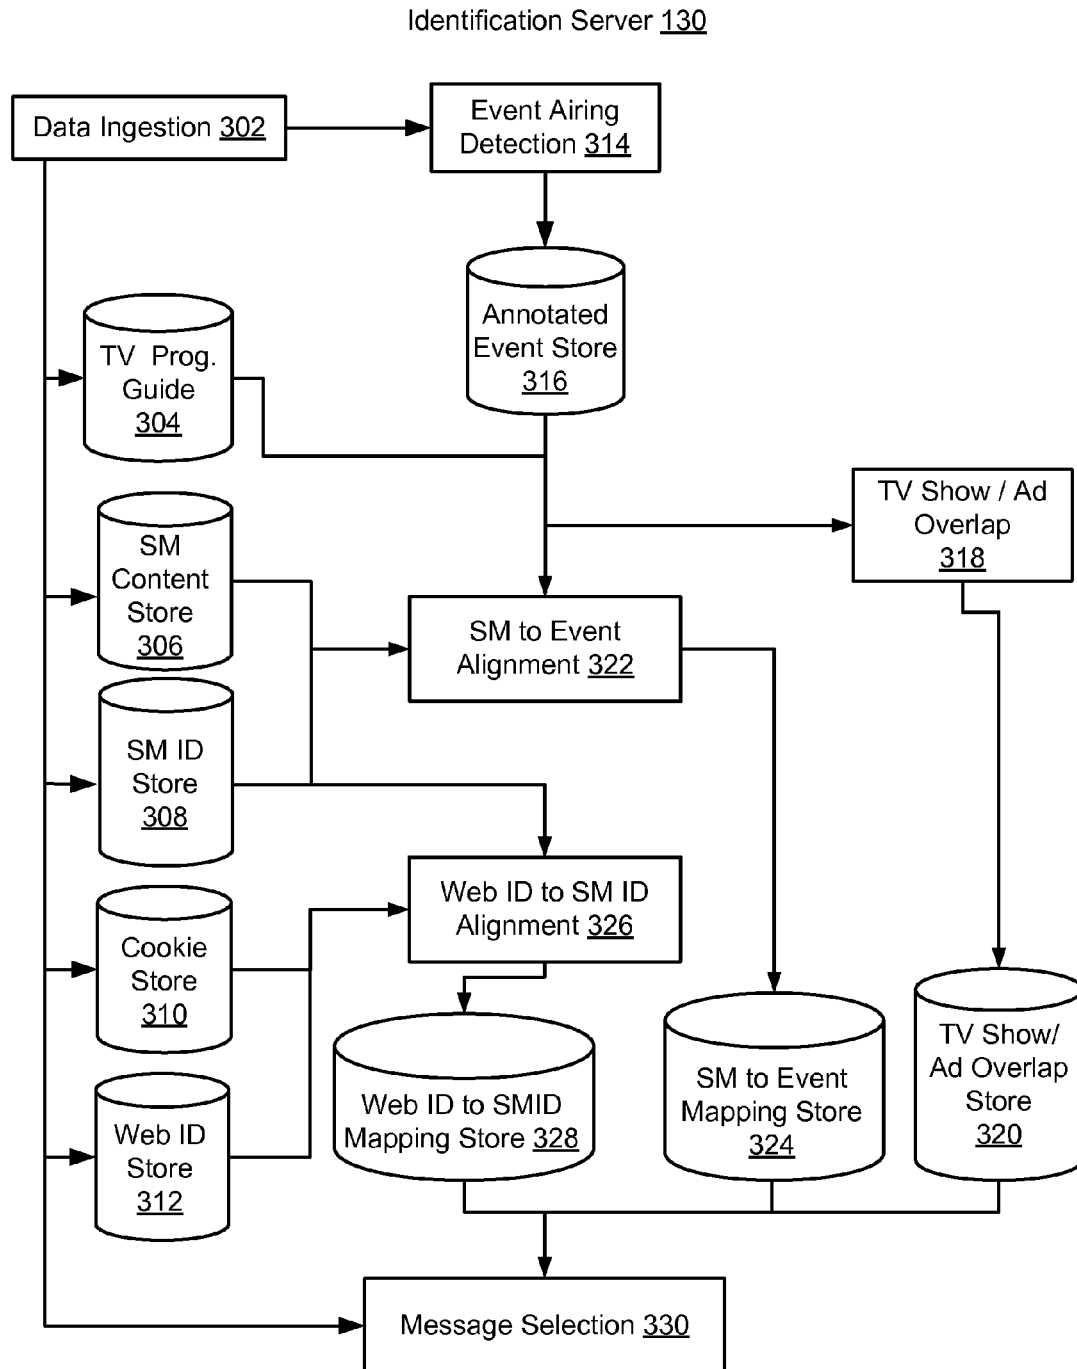 Identification Server 130
Data Ingestion 302
Event Airing
Detection 314
Annotated
Event Store
316
TV Prog.
Guide
304
TV Show / Ad
Overlap
318
SM
Content
Store
306
SM to Event
Alignment 322
SM ID
Store
308
Web ID to SM ID
Alignment 326
Cookie
Store
310
Web ID to SMID
Mapping Store 328
SM to Event
Mapping Store
324
TV Show/
Ad Overlap
Store
320
Web ID
Store
312
Message Selection 330